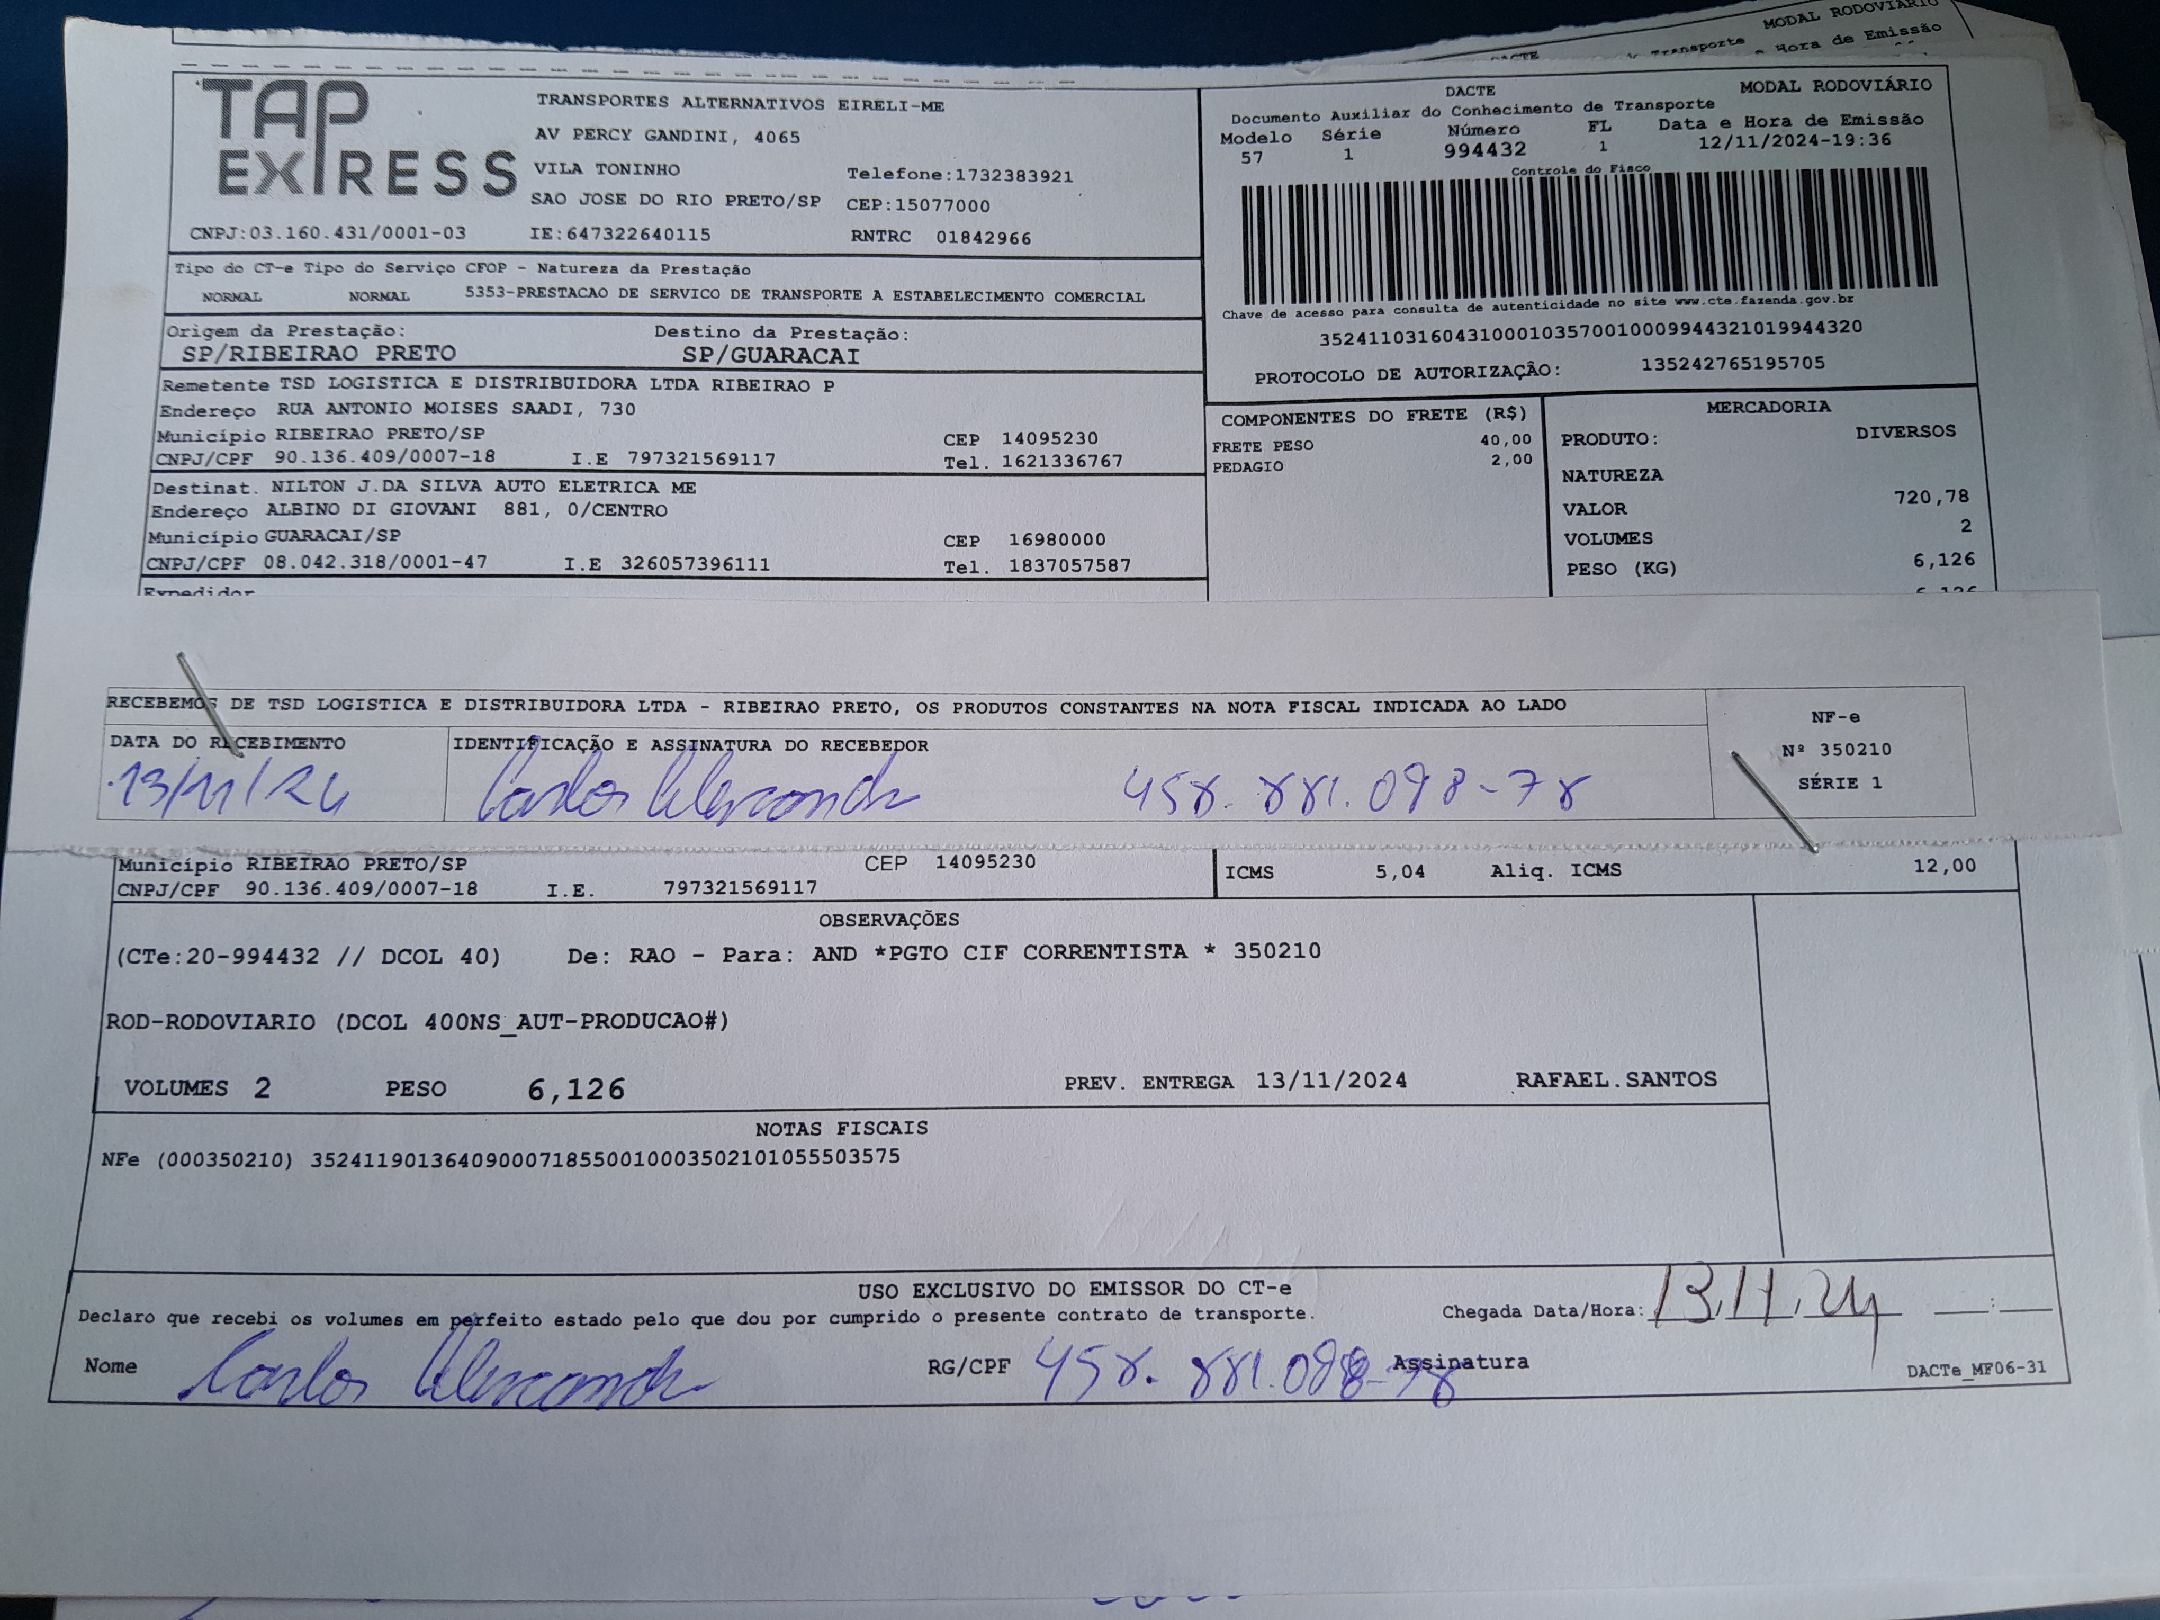 MODAL RODOVIÁRIO
Transporte Hora de Emissão
DACTE
TAP EXPRESS
TRANSPORTES ALTERNATIVOS EIRELI-ME
AV PERCY GANDINI, 4065
VILA TONINHO Telefone:1732383921
SAO JOSE DO RIO PRETO/SP CEP:15077000
CNPJ:03.160.431/0001-03 IE:647322640115 RNTRC 01842966
DACTE MODAL RODOVIÁRIO
Documento Auxiliar do Conhecimento de Transporte
Modelo Série Número FL Data e Hora de Emissão
57 1 994432 1 12/11/2024-19:36
Controle do Fisco
Chave de acesso para consulta de autenticidade no site www.cte.fazenda.gov.br
35241103160431000103570010009944321019944320
PROTOCOLO DE AUTORIZAÇÃO: 135242765195705
Tipo do CT-e Tipo do Serviço CFOP - Natureza da Prestação
NORMAL NORMAL 5353-PRESTACAO DE SERVICO DE TRANSPORTE A ESTABELECIMENTO COMERCIAL
Origem da Prestação: Destino da Prestação:
SP/RIBEIRAO PRETO SP/GUARACAI
Remetente TSD LOGISTICA E DISTRIBUIDORA LTDA RIBEIRAO P
Endereço RUA ANTONIO MOISES SAADI, 730
Município RIBEIRAO PRETO/SP CEP 14095230
CNPJ/CPF 90.136.409/0007-18 I.E 797321569117 Tel. 1621336767
Destinat. NILTON J.DA SILVA AUTO ELETRICA ME
Endereço ALBINO DI GIOVANI 881, 0/CENTRO
Município GUARACAI/SP CEP 16980000
CNPJ/CPF 08.042.318/0001-47 I.E 326057396111 Tel. 1837057587
Expedidor
COMPONENTES DO FRETE (R$)
FRETE PESO 40,00
PEDAGIO 2,00
MERCADORIA
PRODUTO: DIVERSOS
NATUREZA
VALOR 720,78
VOLUMES 2
PESO (KG) 6,126
6,126
RECEBEMOS DE TSD LOGISTICA E DISTRIBUIDORA LTDA - RIBEIRAO PRETO, OS PRODUTOS CONSTANTES NA NOTA FISCAL INDICADA AO LADO
DATA DO RECEBIMENTO IDENTIFICAÇÃO E ASSINATURA DO RECEBEDOR
13/11/24 Carlos Alexandre 458.881.098-78
NF-e
Nº 350210
SÉRIE 1
Município RIBEIRAO PRETO/SP CEP 14095230
CNPJ/CPF 90.136.409/0007-18 I.E. 797321569117
ICMS 5,04 Aliq. ICMS 12,00
OBSERVAÇÕES
(CTe:20-994432 // DCOL 40) De: RAO - Para: AND *PGTO CIF CORRENTISTA * 350210
ROD-RODOVIARIO (DCOL 400NS_AUT-PRODUCAO#)
VOLUMES 2 PESO 6,126 PREV. ENTREGA 13/11/2024 RAFAEL.SANTOS
NOTAS FISCAIS
NFe (000350210) 35241190136409000718550010003502101055503575
USO EXCLUSIVO DO EMISSOR DO CT-e
Declaro que recebi os volumes em perfeito estado pelo que dou por cumprido o presente contrato de transporte. Chegada Data/Hora: 13.11.24 __:__
Nome Carlos Alexandre RG/CPF 458.881.098-78 Assinatura
DACTe_MF06-31